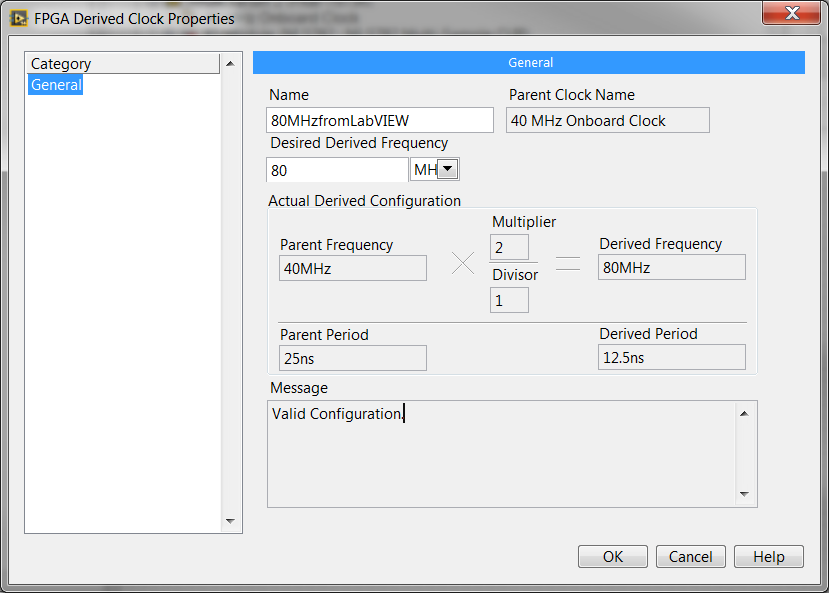 FPGA Derived Clock Properties
Category
General
General
Name
Parent Clock Name
80MHzfromLabVIEW
40 MHz Onboard Clock
Desired Derived Frequency
80
MH
Actual Derived Configuration
Multiplier
Parent Frequency
2
Derived Frequency
40MHz
80MHz
Divisor
1
Parent Period
Derived Period
25ns
12.5ns
Message
Valid Configuration.
OK
Cancel
Help